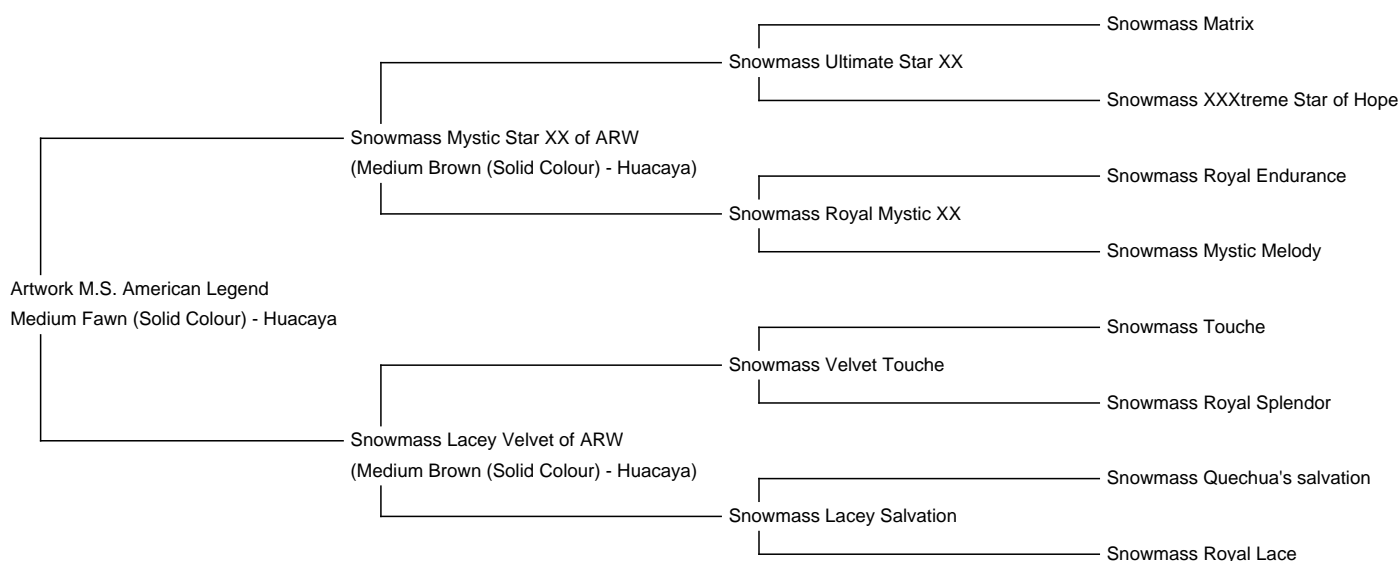 Snowmass Matrix
Snowmass Ultimate Star XX
Snowmass XXXtreme Star of Hope
Snowmass Mystic Star XX of ARW
(Medium Brown (Solid Colour) - Huacaya)
Snowmass Royal Endurance
Snowmass Royal Mystic XX
Snowmass Mystic Melody
Artwork M.S. American Legend
Medium Fawn (Solid Colour) - Huacaya
Snowmass Touche
Snowmass Velvet Touche
Snowmass Royal Splendor
Snowmass Lacey Velvet of ARW
(Medium Brown (Solid Colour) - Huacaya)
Snowmass Quechua's salvation
Snowmass Lacey Salvation
Snowmass Royal Lace